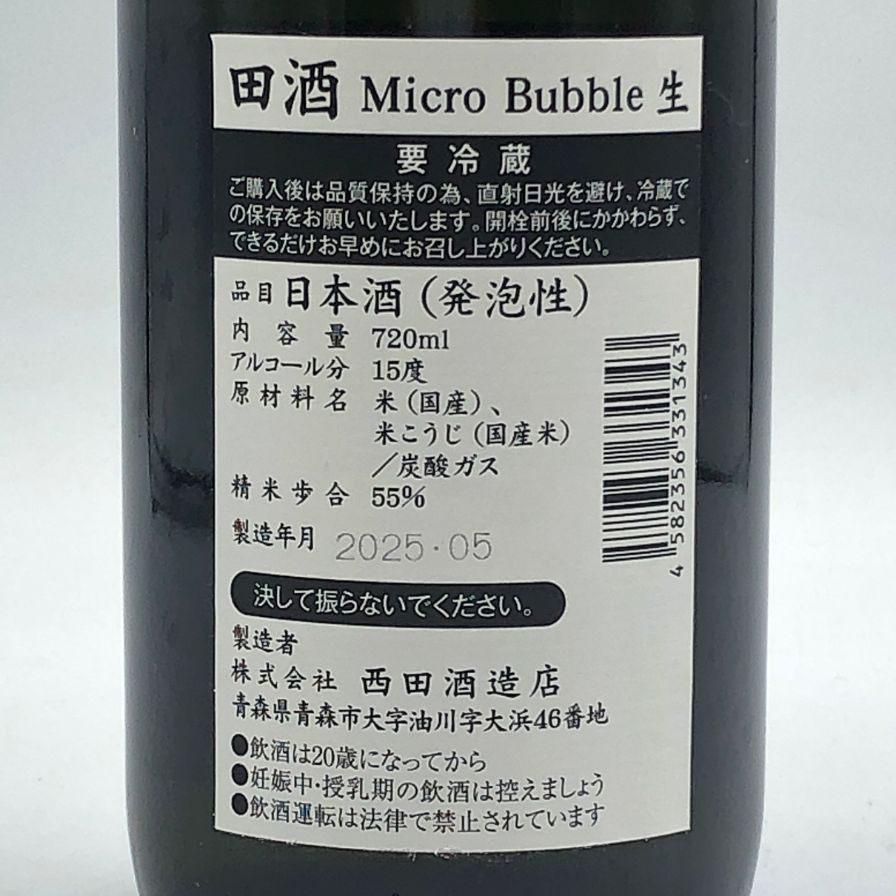 田酒 Micro Bubble 生
要冷蔵
ご購入後は品質保持の為、直射日光を避け、冷蔵で
の保存をお願いいたします。開栓前後にかかわらず、
できるだけお早めにお召し上がりください。
品目 日本酒（発泡性）
内容量 720ml
アルコール分 15度
原材料名 米（国産）、
米こうじ（国産米）
／炭酸ガス
精米歩合 55%
製造年月 2025・05
決して振らないでください。
製造者
株式会社 西田酒造店
青森県青森市大字油川字大浜46番地
●飲酒は20歳になってから
●妊娠中・授乳期の飲酒は控えましょう
●飲酒運転は法律で禁止されています
4 582356 331343